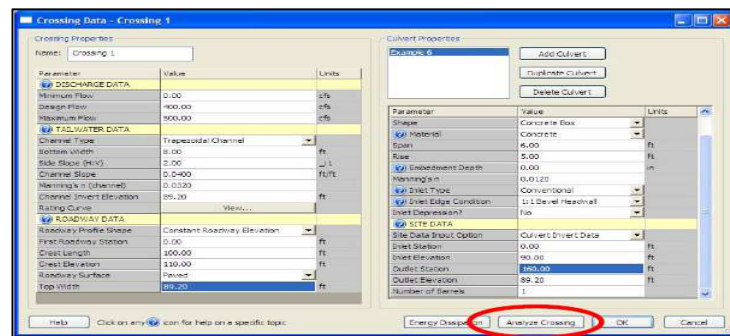 Crossing Data - Crossing 1
Crossing Properties
Name: Crossing 1
Parameter Value Units
DISCHARGE DATA
Minimum Flow 0.00 cfs
Design Flow 400.00 cfs
Maximum Flow 500.00 cfs
TAILWATER DATA
Channel Type Trapezoidal Channel
Bottom Width 8.00 ft
Side Slope (H:V) 2.00 _:1
Channel Slope 0.0400 ft/ft
Manning's n (channel) 0.0320
Channel Invert Elevation 89.20 ft
Rating Curve View...
ROADWAY DATA
Roadway Profile Shape Constant Roadway Elevation
First Roadway Station 0.00 ft
Crest Length 100.00 ft
Crest Elevation 110.00 ft
Roadway Surface Paved
Top Width 89.20 ft
Culvert Properties
Example 6
Add Culvert
Duplicate Culvert
Delete Culvert
Parameter Value Units
Shape Concrete Box
Material Concrete
Span 6.00 ft
Rise 5.00 ft
Embedment Depth 0.00 in
Manning's n 0.0120
Inlet Type Conventional
Inlet Edge Condition 1:1 Bevel Headwall
Inlet Depression? No
SITE DATA
Site Data Input Option Culvert Invert Data
Inlet Station 0.00 ft
Inlet Elevation 90.00 ft
Outlet Station 160.00 ft
Outlet Elevation 89.20 ft
Number of Barrels 1
Help Click on any icon for help on a specific topic Energy Dissipation Analyze Crossing OK Cancel